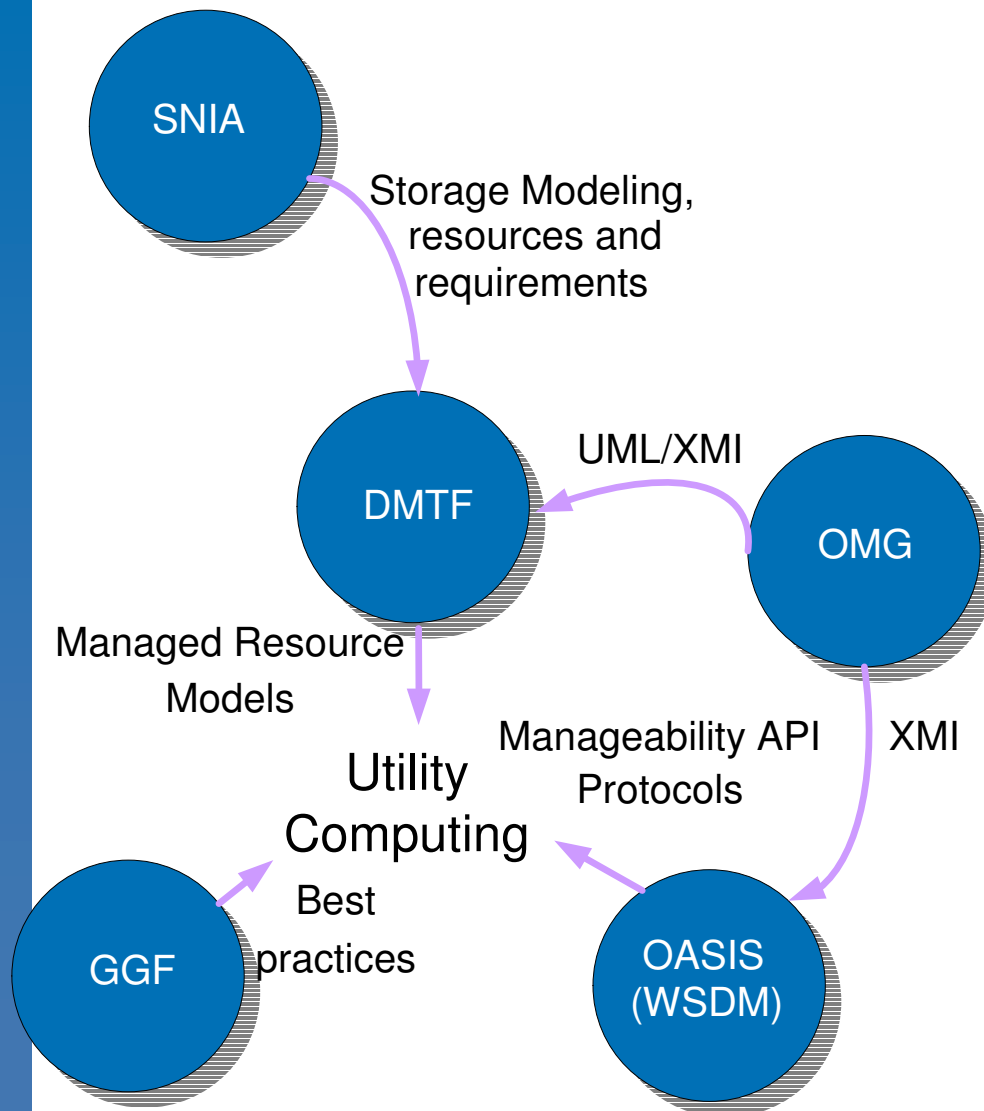 SNIA
Storage Modeling,
resources and
requirements
UML/XMI
DMTF
OMG
Managed Resource
Models
Manageability API
Protocols
XMI
Utility
Computing
Best
practices
GGF
OASIS
(WSDM)